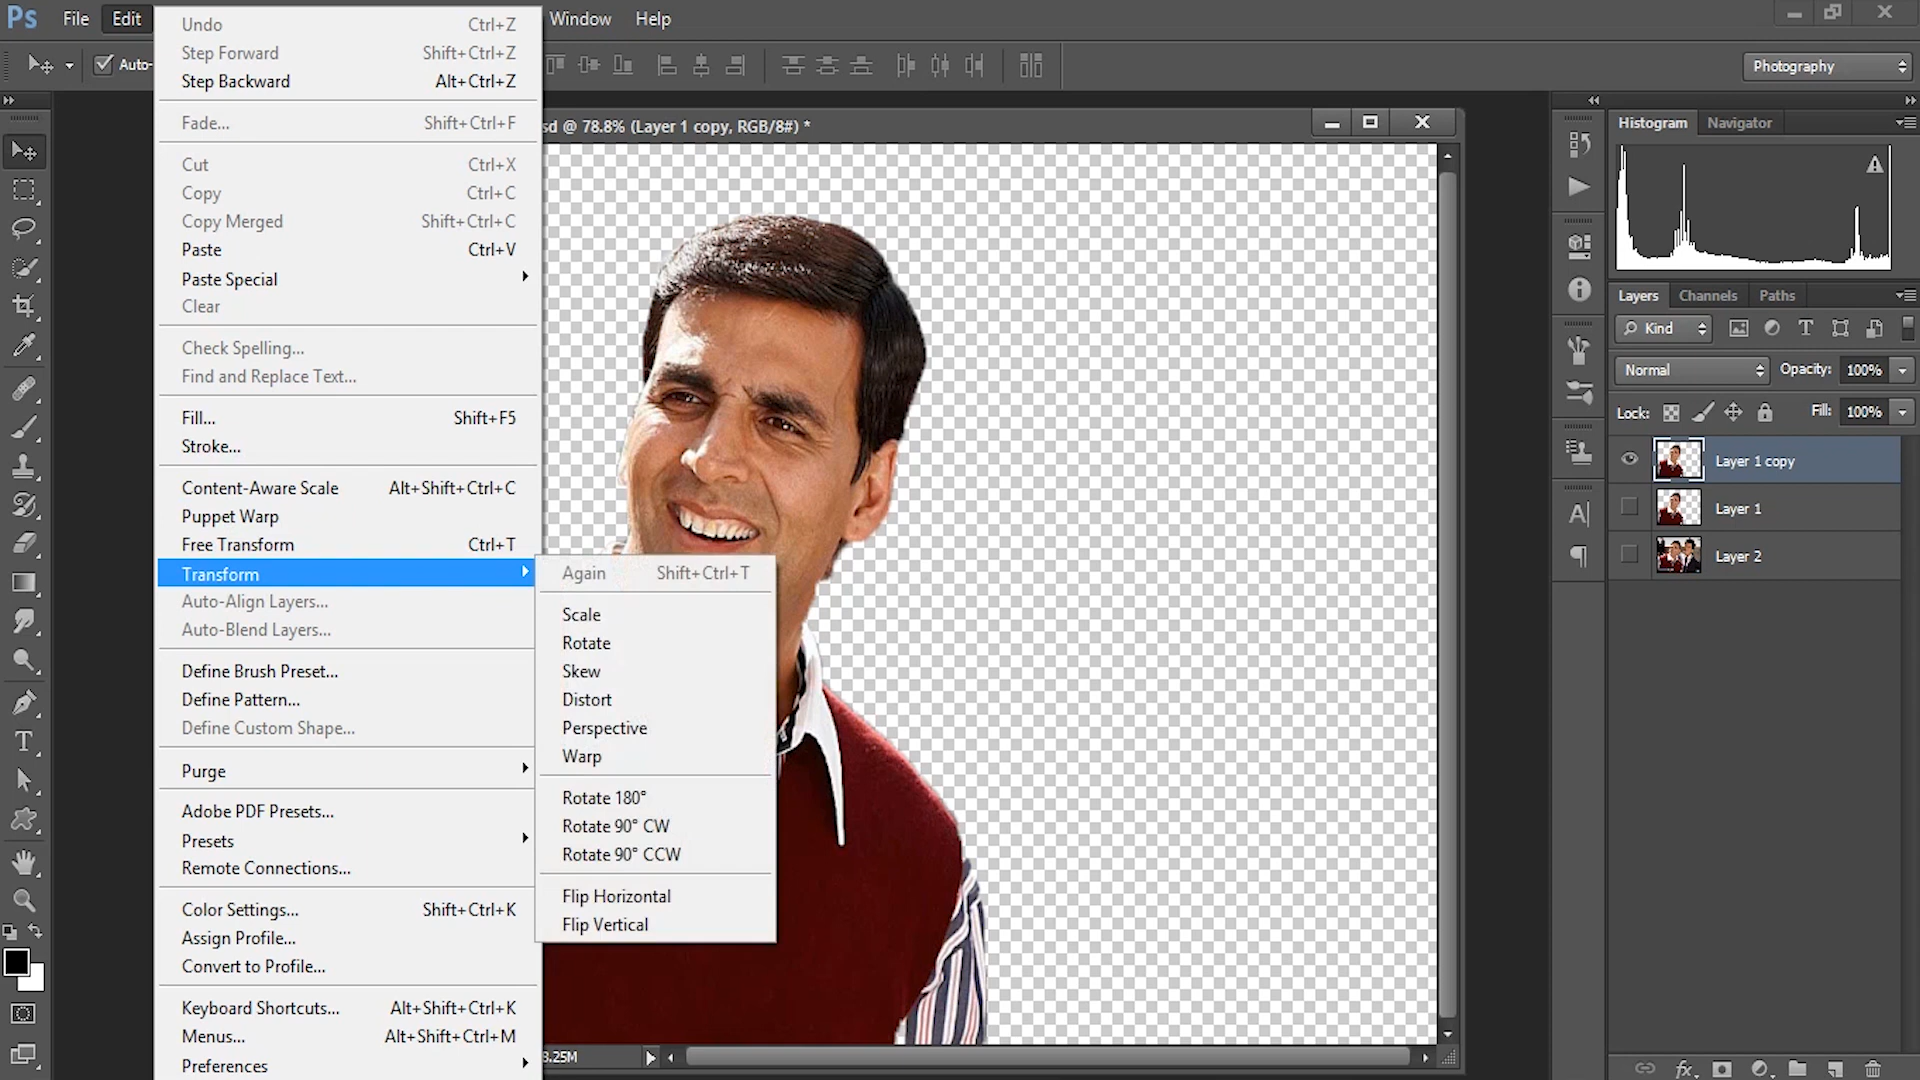 Ps File Edit Window Help
Auto-
Photography
Undo Ctrl+Z
Step Forward Shift+Ctrl+Z
Step Backward Alt+Ctrl+Z
Fade... Shift+Ctrl+F
Cut Ctrl+X
Copy Ctrl+C
Copy Merged Shift+Ctrl+C
Paste Ctrl+V
Paste Special
Clear
Check Spelling...
Find and Replace Text...
Fill... Shift+F5
Stroke...
Content-Aware Scale Alt+Shift+Ctrl+C
Puppet Warp
Free Transform Ctrl+T
Transform
Auto-Align Layers...
Auto-Blend Layers...
Define Brush Preset...
Define Pattern...
Define Custom Shape...
Purge
Adobe PDF Presets...
Presets
Remote Connections...
Color Settings... Shift+Ctrl+K
Assign Profile...
Convert to Profile...
Keyboard Shortcuts... Alt+Shift+Ctrl+K
Menus... Alt+Shift+Ctrl+M
Preferences
Again Shift+Ctrl+T
Scale
Rotate
Skew
Distort
Perspective
Warp
Rotate 180°
Rotate 90° CW
Rotate 90° CCW
Flip Horizontal
Flip Vertical
sd @ 78.8% (Layer 1 copy, RGB/8#) *
3.25M
Histogram Navigator
Layers Channels Paths
Kind
Normal Opacity: 100%
Lock: Fill: 100%
Layer 1 copy
Layer 1
Layer 2